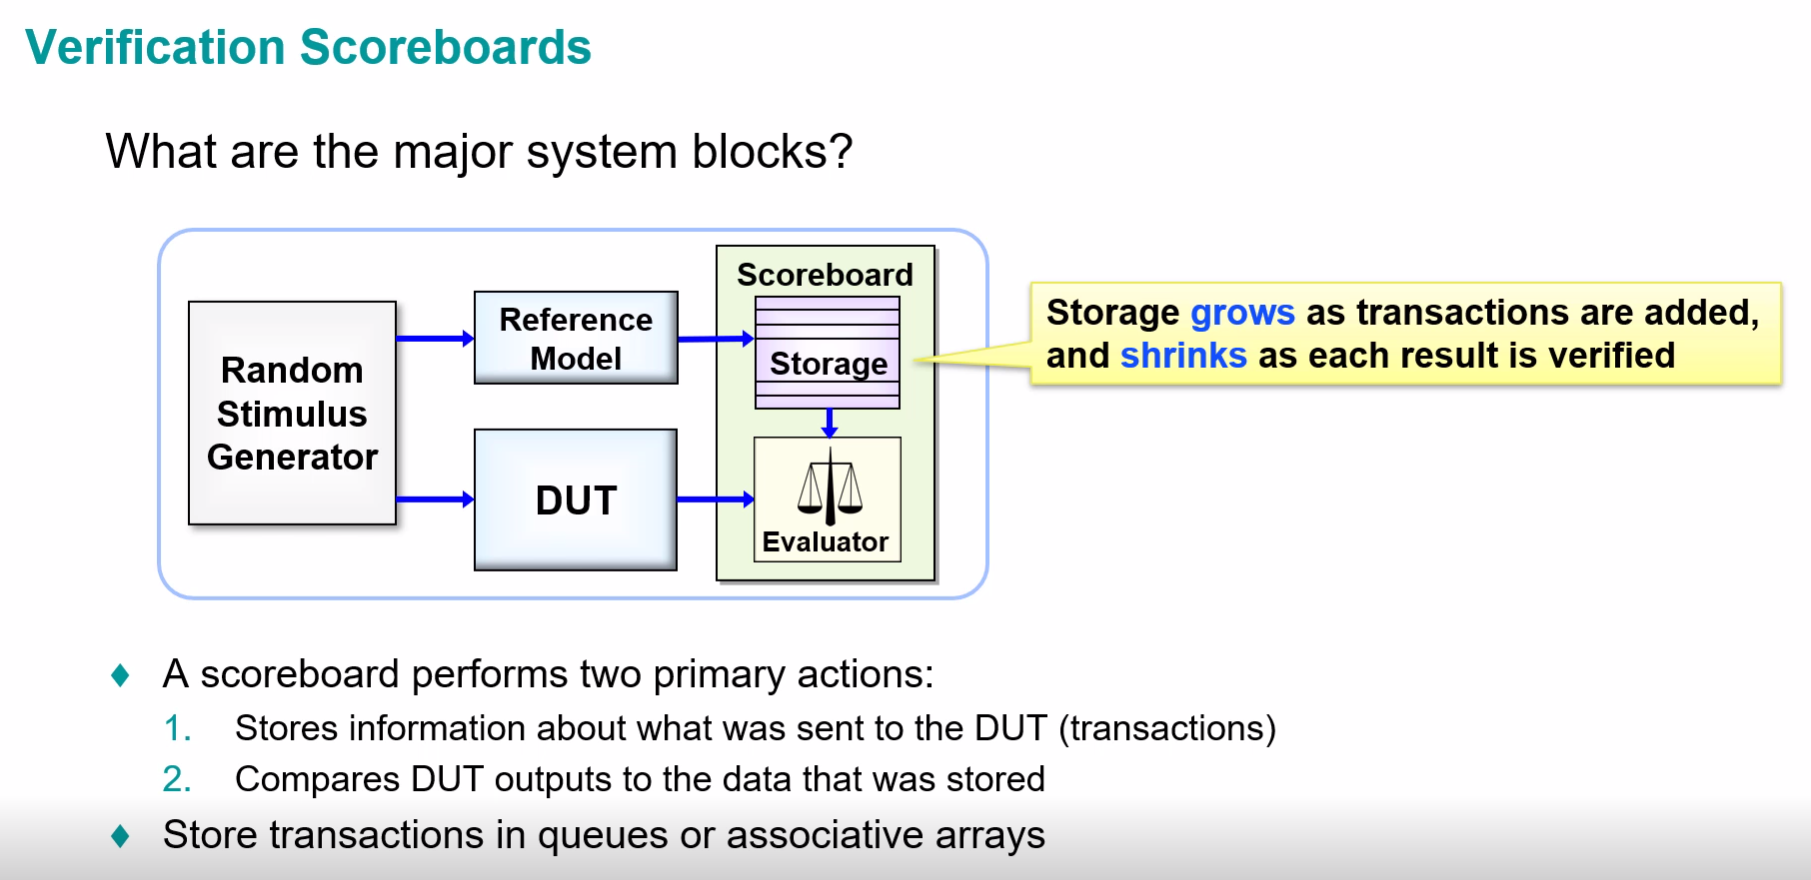 Verification Scoreboards
What are the major system blocks?
Random
Stimulus
Generator
Reference
Model
DUT
Scoreboard
Storage
Evaluator
Storage grows as transactions are added,
and shrinks as each result is verified
♦ A scoreboard performs two primary actions:
1. Stores information about what was sent to the DUT (transactions)
2. Compares DUT outputs to the data that was stored
♦ Store transactions in queues or associative arrays